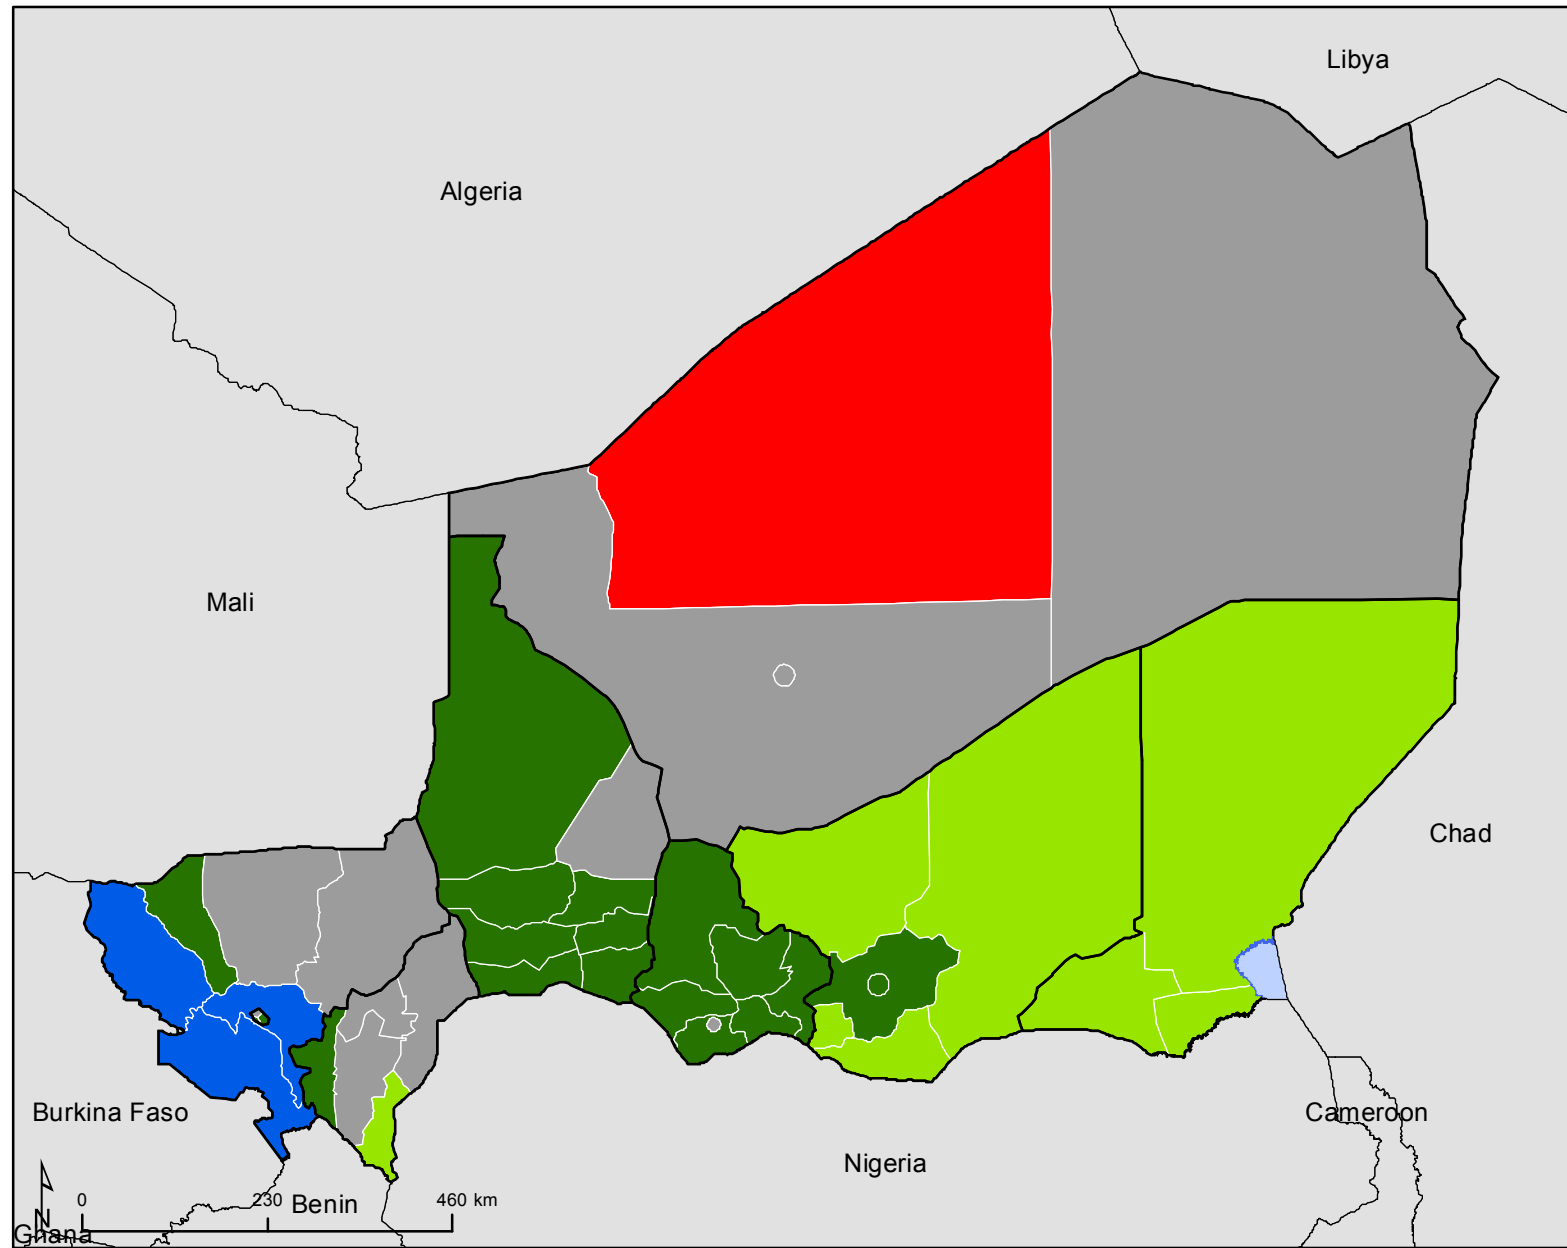 Libya
Algeria
Mali
Chad
Burkina Faso
Cameroon
Nigeria
Benin
0 230 460 km
N
Ghana